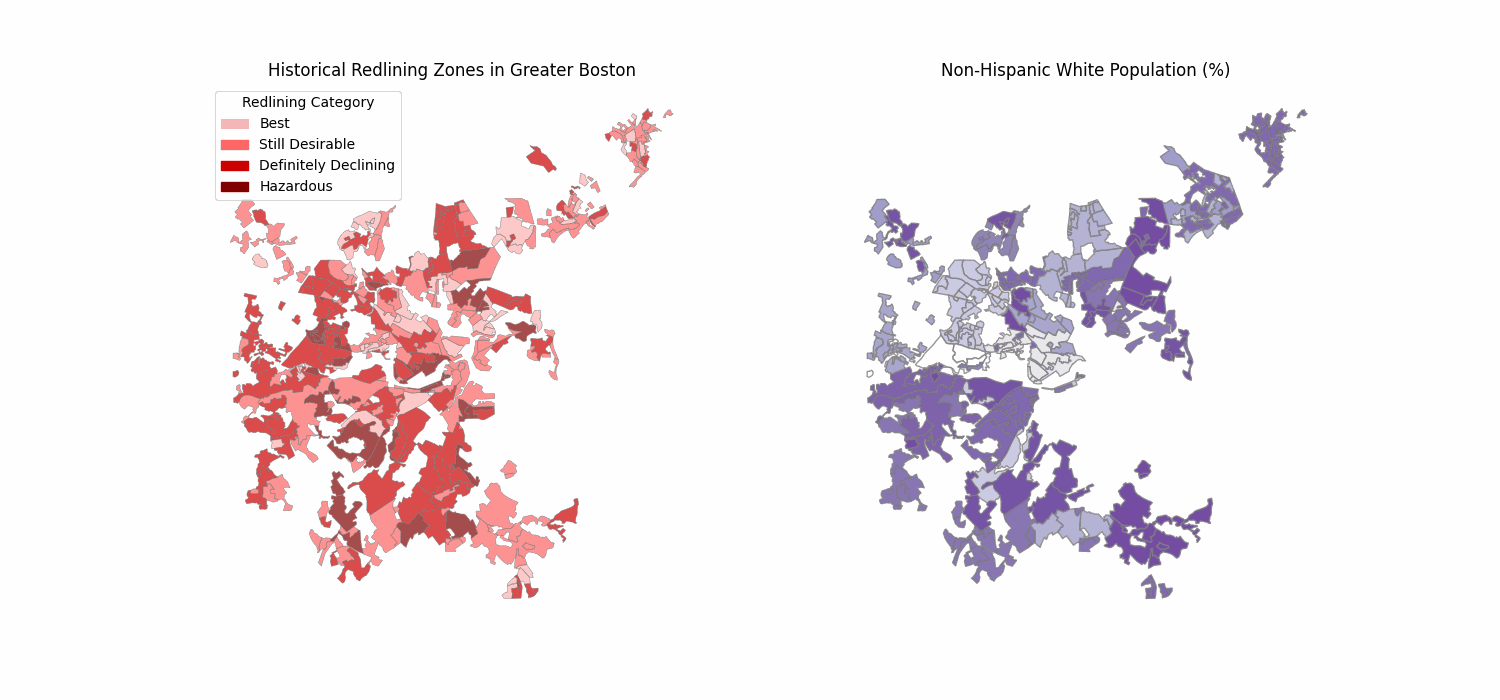 Historical Redlining Zones in Greater Boston
Redlining Category
Best
Still Desirable
Definitely Declining
Hazardous
Non-Hispanic White Population (%)